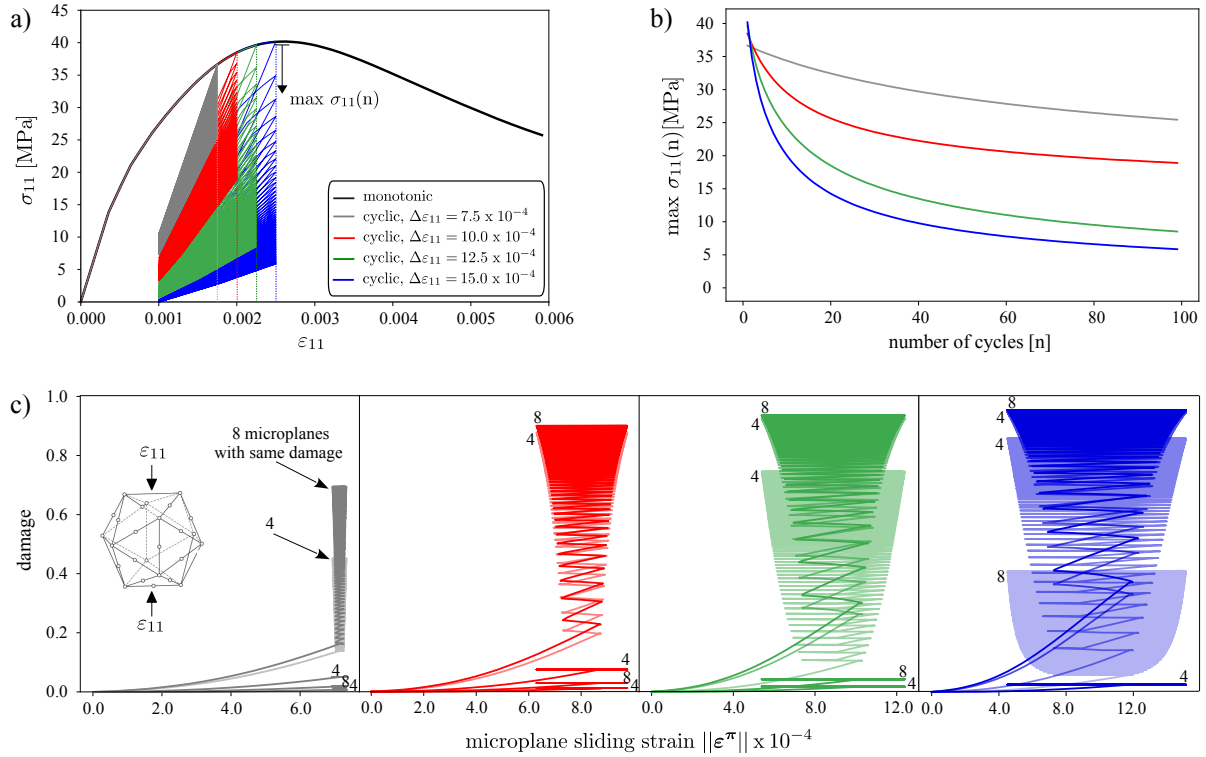 a)
45
40
35
30
25
20
15
10
5
0
σ₁₁ [MPa]
max σ₁₁(n)
monotonic
cyclic, Δε₁₁ = 7.5 x 10⁻⁴
cyclic, Δε₁₁ = 10.0 x 10⁻⁴
cyclic, Δε₁₁ = 12.5 x 10⁻⁴
cyclic, Δε₁₁ = 15.0 x 10⁻⁴
0.000 0.001 0.002 0.003 0.004 0.005 0.006
ε₁₁
b)
40
35
30
25
20
15
10
5
0
max σ₁₁(n)[MPa]
0 20 40 60 80 100
number of cycles [n]
c)
1.0
0.8
0.6
0.4
0.2
0.0
damage
ε₁₁
ε₁₁
8 microplanes
with same damage
4
4
84
0.0 2.0 4.0 6.0
8
4
4
8
4
0.0 2.0 4.0 6.0 8.0
8
4
4
8
4
0.0 4.0 8.0 12.0
8
4
8
4
0.0 4.0 8.0 12.0
microplane sliding strain ||ε^π|| x 10⁻⁴